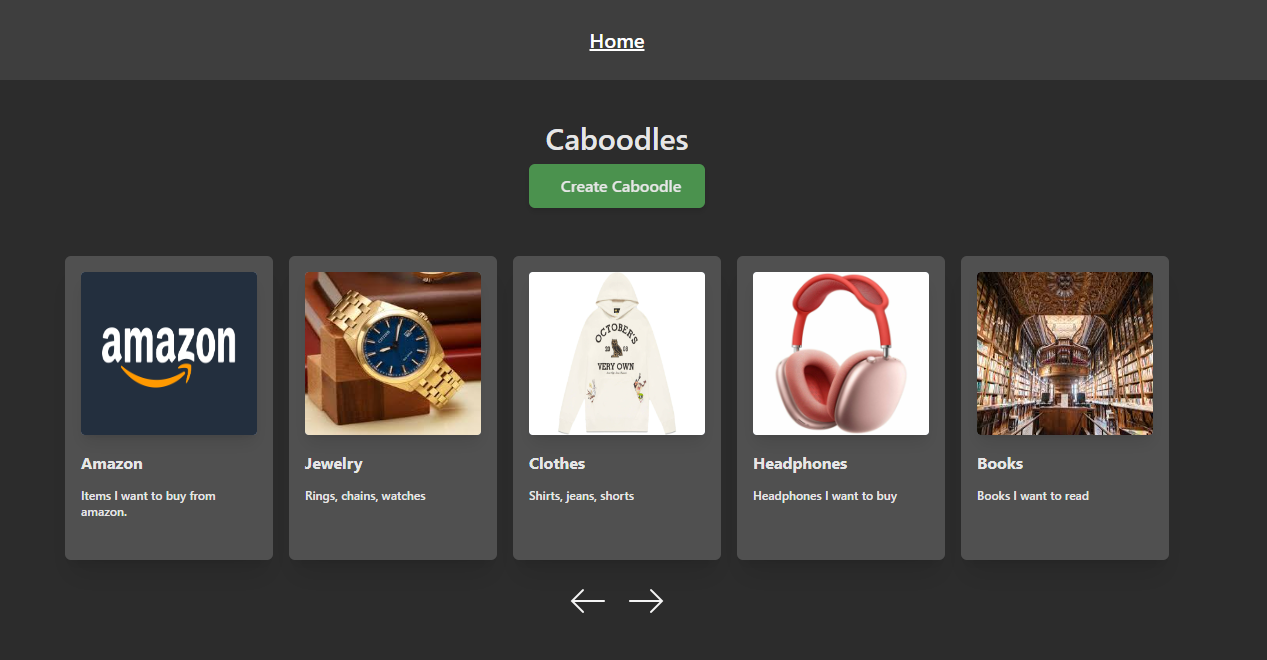 Home
Caboodles
Create Caboodle
amazon
OCTOBER'S
VERY OWN
Amazon
Items I want to buy from
amazon.
Jewelry
Rings, chains, watches
Clothes
Shirts, jeans, shorts
Headphones
Headphones I want to buy
Books
Books I want to read